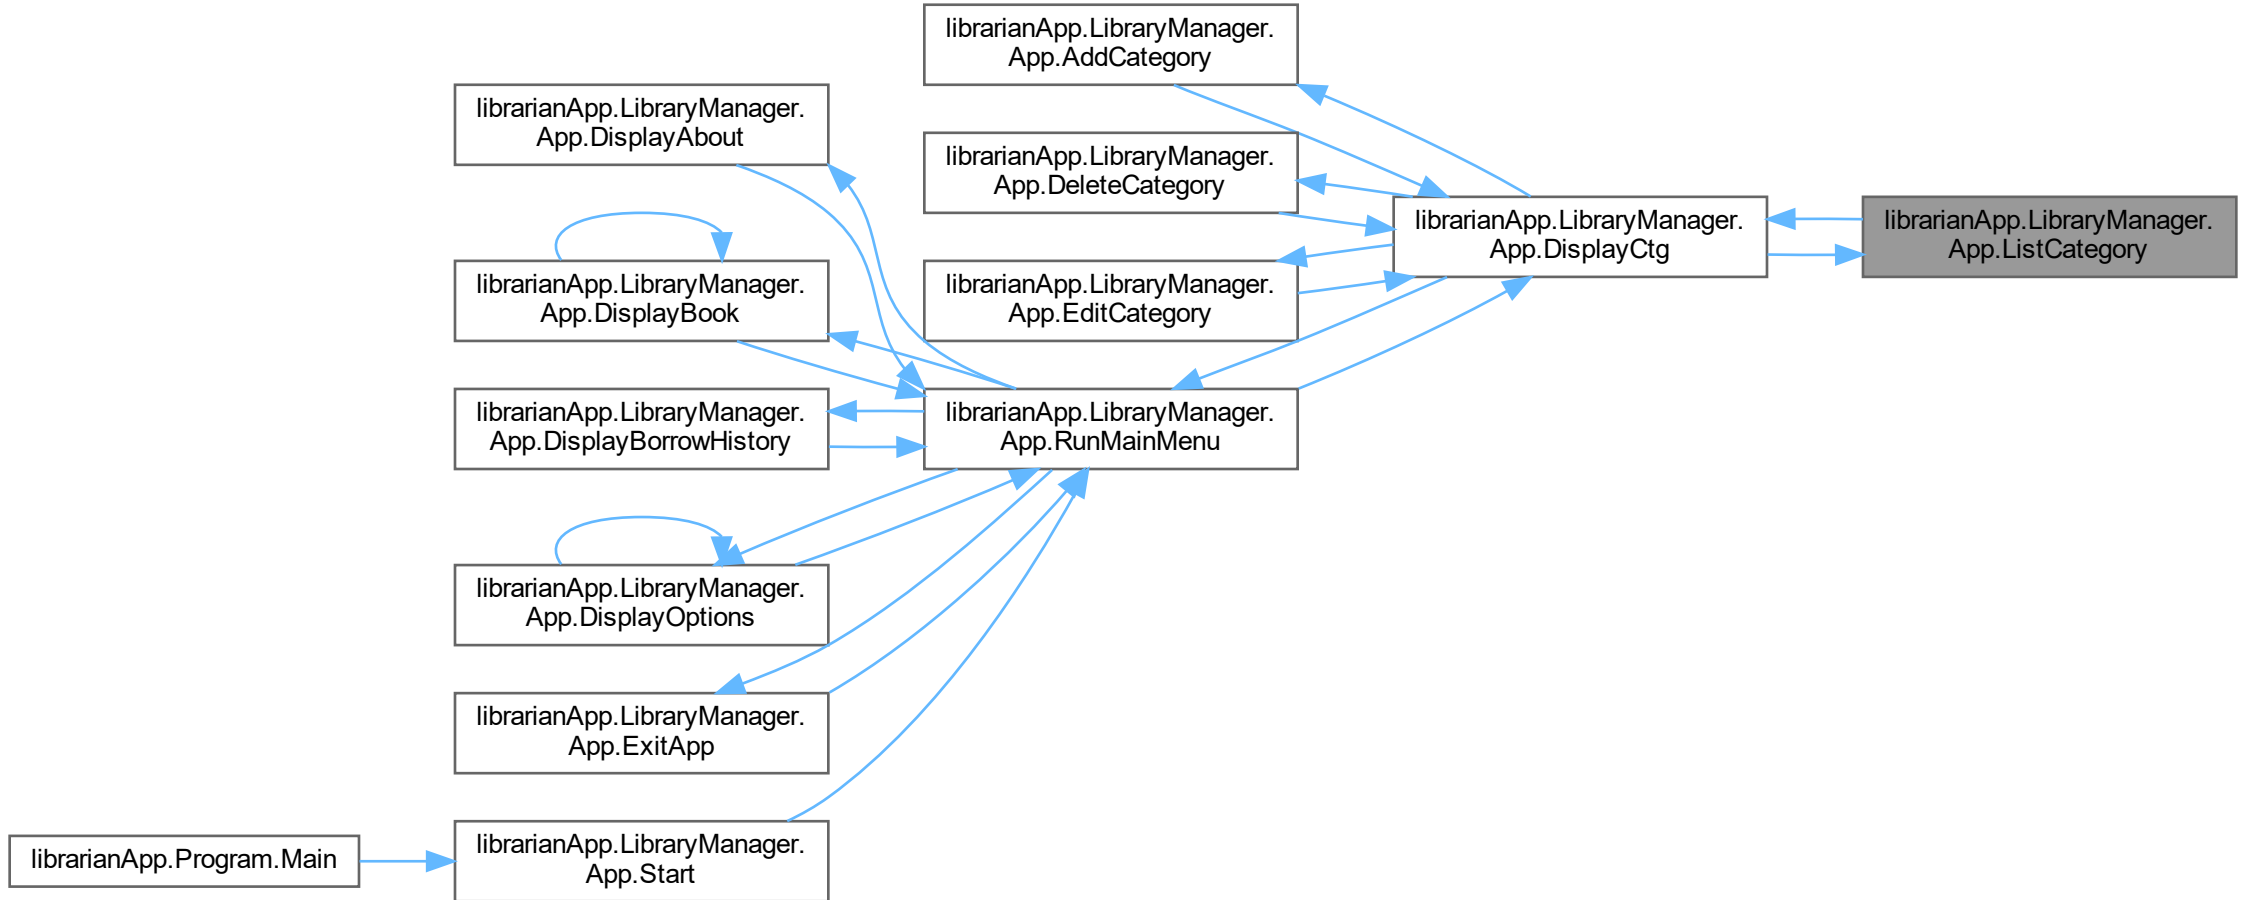 librarianApp.LibraryManager.
App.AddCategory
librarianApp.LibraryManager.
App.DisplayAbout
librarianApp.LibraryManager.
App.DeleteCategory
librarianApp.LibraryManager.
App.DisplayCtg
librarianApp.LibraryManager.
App.ListCategory
librarianApp.LibraryManager.
App.DisplayBook
librarianApp.LibraryManager.
App.EditCategory
librarianApp.LibraryManager.
App.DisplayBorrowHistory
librarianApp.LibraryManager.
App.RunMainMenu
librarianApp.LibraryManager.
App.DisplayOptions
librarianApp.LibraryManager.
App.ExitApp
librarianApp.Program.Main
librarianApp.LibraryManager.
App.Start